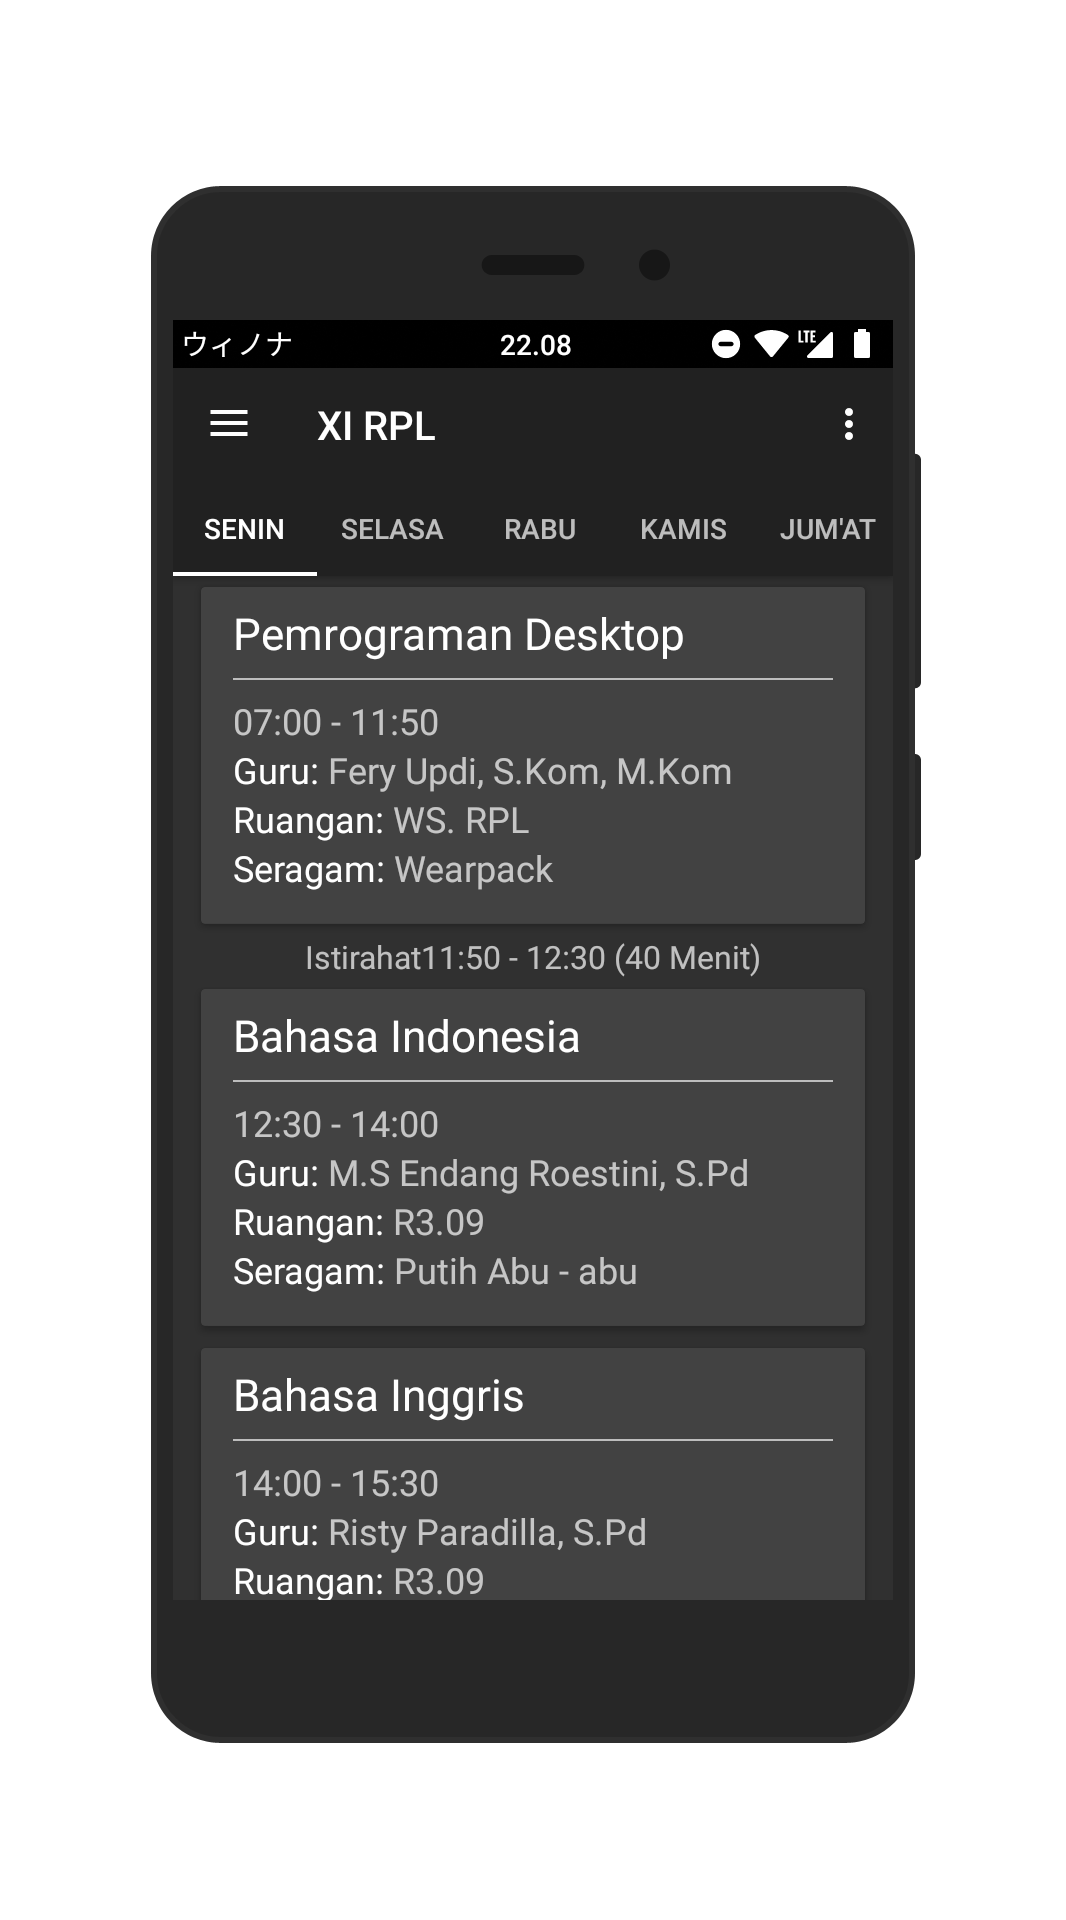 ウィノナ 22.08 LTE
XI RPL
SENIN SELASA RABU KAMIS JUM'AT
Pemrograman Desktop
07:00 - 11:50
Guru: Fery Updi, S.Kom, M.Kom
Ruangan: WS. RPL
Seragam: Wearpack
Istirahat11:50 - 12:30 (40 Menit)
Bahasa Indonesia
12:30 - 14:00
Guru: M.S Endang Roestini, S.Pd
Ruangan: R3.09
Seragam: Putih Abu - abu
Bahasa Inggris
14:00 - 15:30
Guru: Risty Paradilla, S.Pd
Ruangan: R3.09